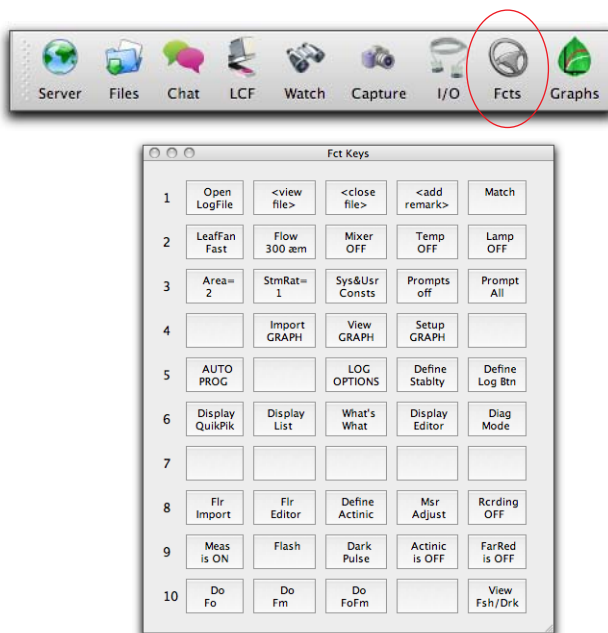 Server Files Chat LCF Watch Capture I/O Fcts Graphs
Fct Keys
1 Open LogFile <view file> <close file> <add remark> Match
2 LeafFan Fast Flow 300 æm Mixer OFF Temp OFF Lamp OFF
3 Area= 2 StmRat= 1 Sys&Usr Consts Prompts off Prompt All
4 Import GRAPH View GRAPH Setup GRAPH
5 AUTO PROG LOG OPTIONS Define Stablty Define Log Btn
6 Display QuikPik Display List What's What Display Editor Diag Mode
7
8 Flr Import Flr Editor Define Actinic Msr Adjust Rcrding OFF
9 Meas is ON Flash Dark Pulse Actinic is OFF FarRed is OFF
10 Do Fo Do Fm Do FoFm View Fsh/Drk